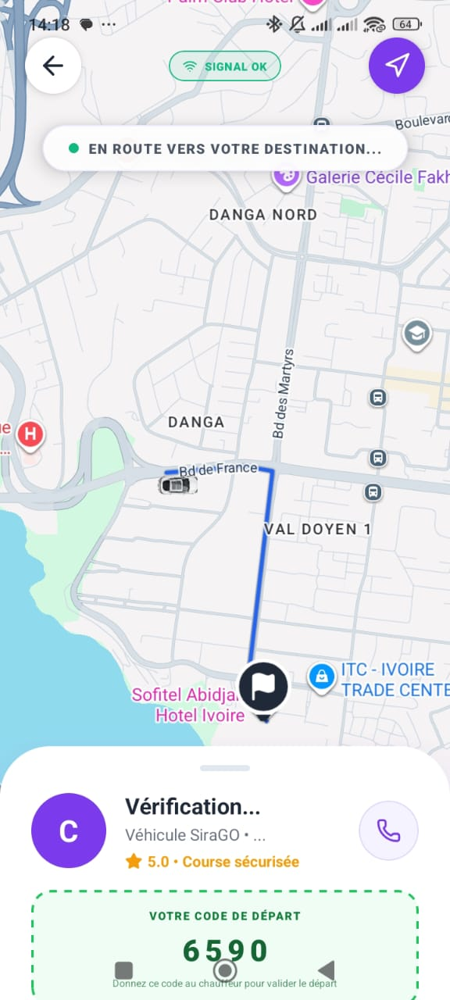 Palm Club Hotel
14:18
64
SIGNAL OK
Boulevard
EN ROUTE VERS VOTRE DESTINATION...
Galerie Cécile Fakh
DANGA NORD
Bd des Martyrs
DANGA
H
Bd de France
VAL DOYEN 1
ITC - IVOIRE
TRADE CENTE
Sofitel Abidja
Hotel Ivoire
C
Vérification...
Véhicule SiraGO • ...
5.0 • Course sécurisée
VOTRE CODE DE DÉPART
6590
Donnez ce code au chauffeur pour valider le départ